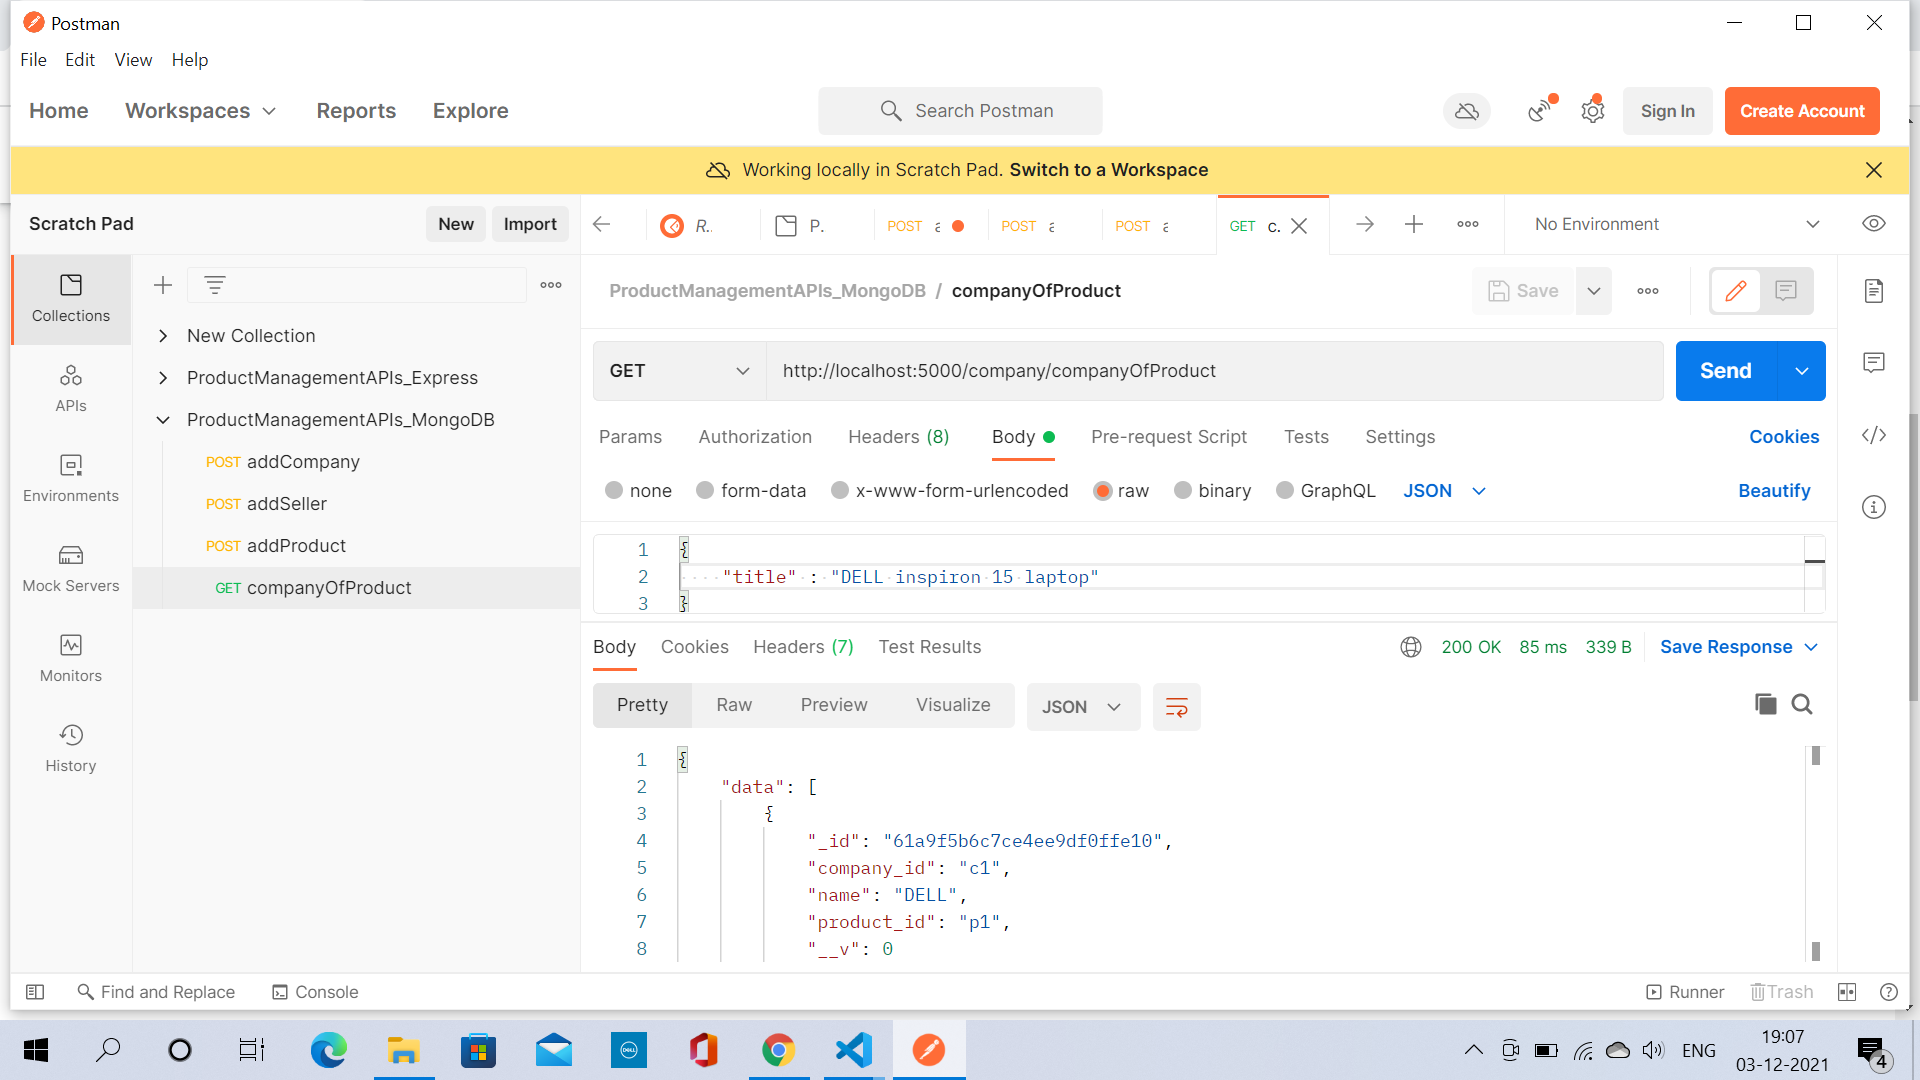 Postman
File Edit View Help
Home Workspaces Reports Explore Search Postman Sign In Create Account
Working locally in Scratch Pad. Switch to a Workspace
Scratch Pad New Import R. P. POST POST POST GET c. No Environment
Collections
APIs
Environments
Mock Servers
Monitors
History
New Collection
ProductManagementAPIs_Express
ProductManagementAPIs_MongoDB
POST addCompany
POST addSeller
POST addProduct
GET companyOfProduct
ProductManagementAPIs_MongoDB / companyOfProduct Save
GET http://localhost:5000/company/companyOfProduct Send
Params Authorization Headers (8) Body Pre-request Script Tests Settings Cookies
none form-data x-www-form-urlencoded raw binary GraphQL JSON Beautify
1 {
2 "title" : "DELL inspiron 15 laptop"
3 }
Body Cookies Headers (7) Test Results 200 OK 85 ms 339 B Save Response
Pretty Raw Preview Visualize JSON
1 {
2 "data": [
3 {
4 "_id": "61a9f5b6c7ce4ee9df0ffe10",
5 "company_id": "c1",
6 "name": "DELL",
7 "product_id": "p1",
8 "__v": 0
Find and Replace Console Runner Trash
DELL ENG 19:07
03-12-2021 4